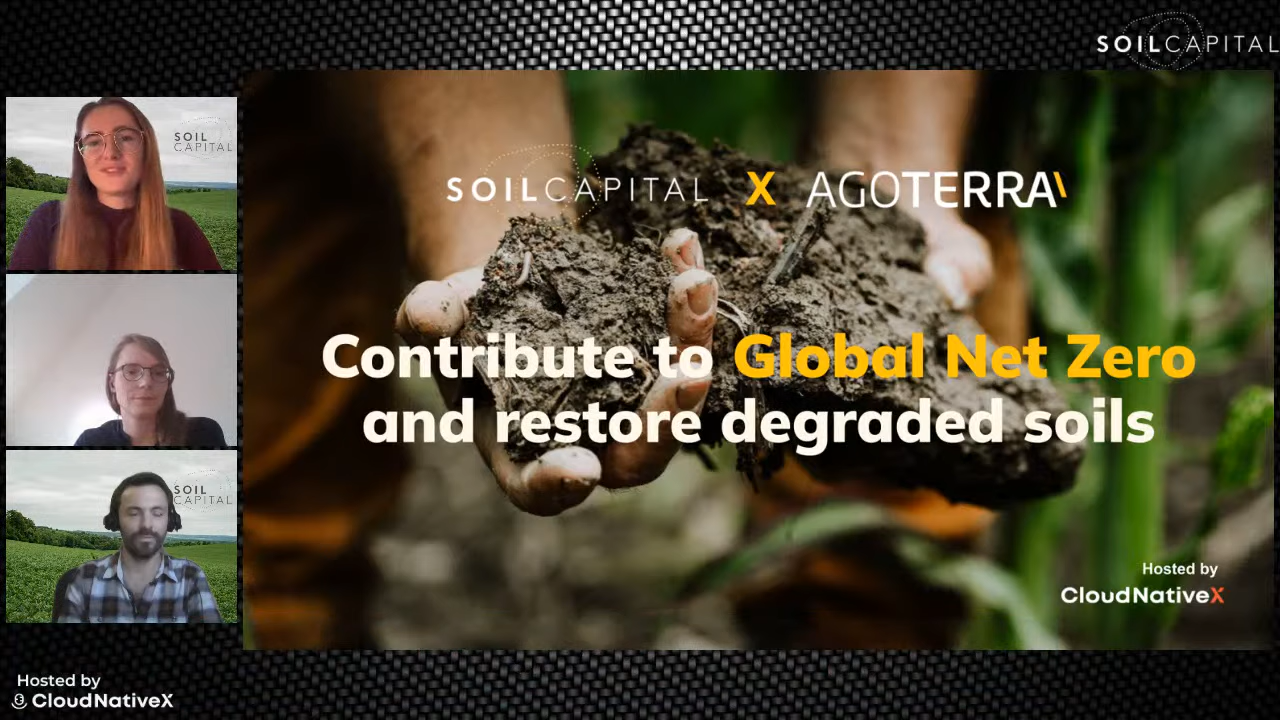 SOILCAPITAL
SOIL
CAPITAL
SOILCAPITAL X AGOTERRA
Contribute to Global Net Zero
and restore degraded soils
SOIL
CAPITAL
Hosted by
CloudNativeX
Hosted by
CloudNativeX